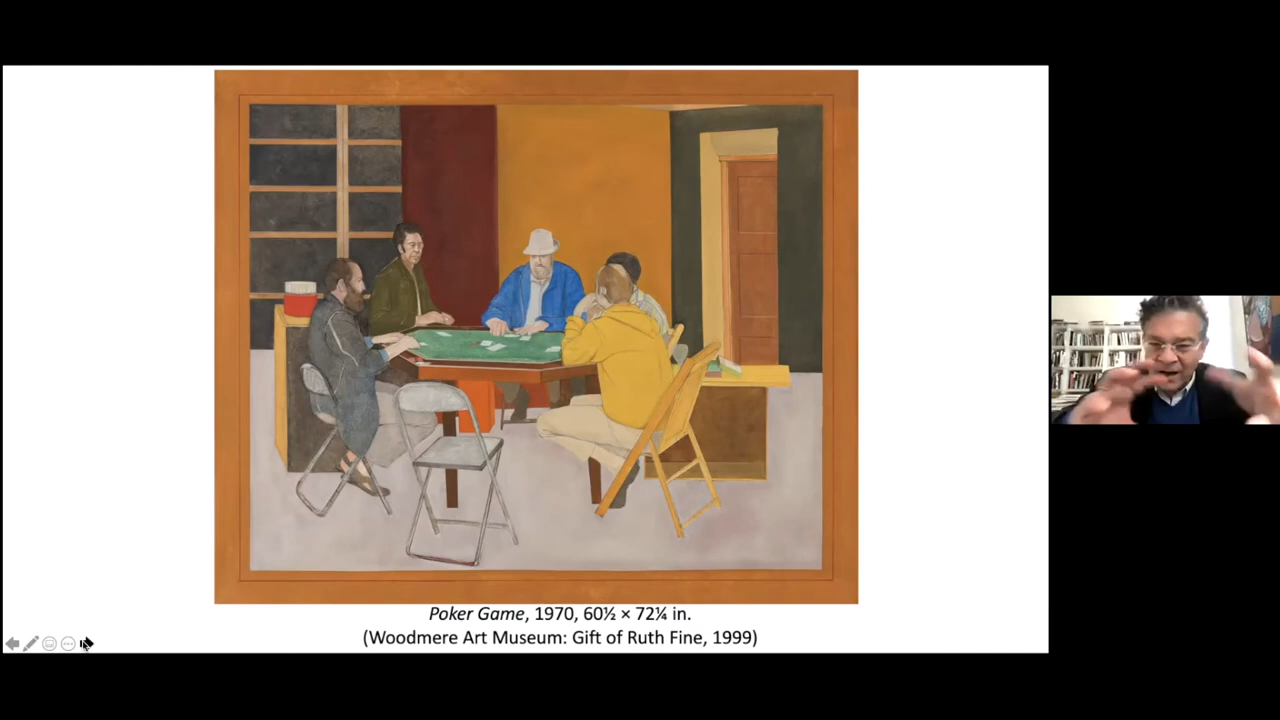 Poker Game, 1970, 60½ × 72¼ in.
(Woodmere Art Museum: Gift of Ruth Fine, 1999)